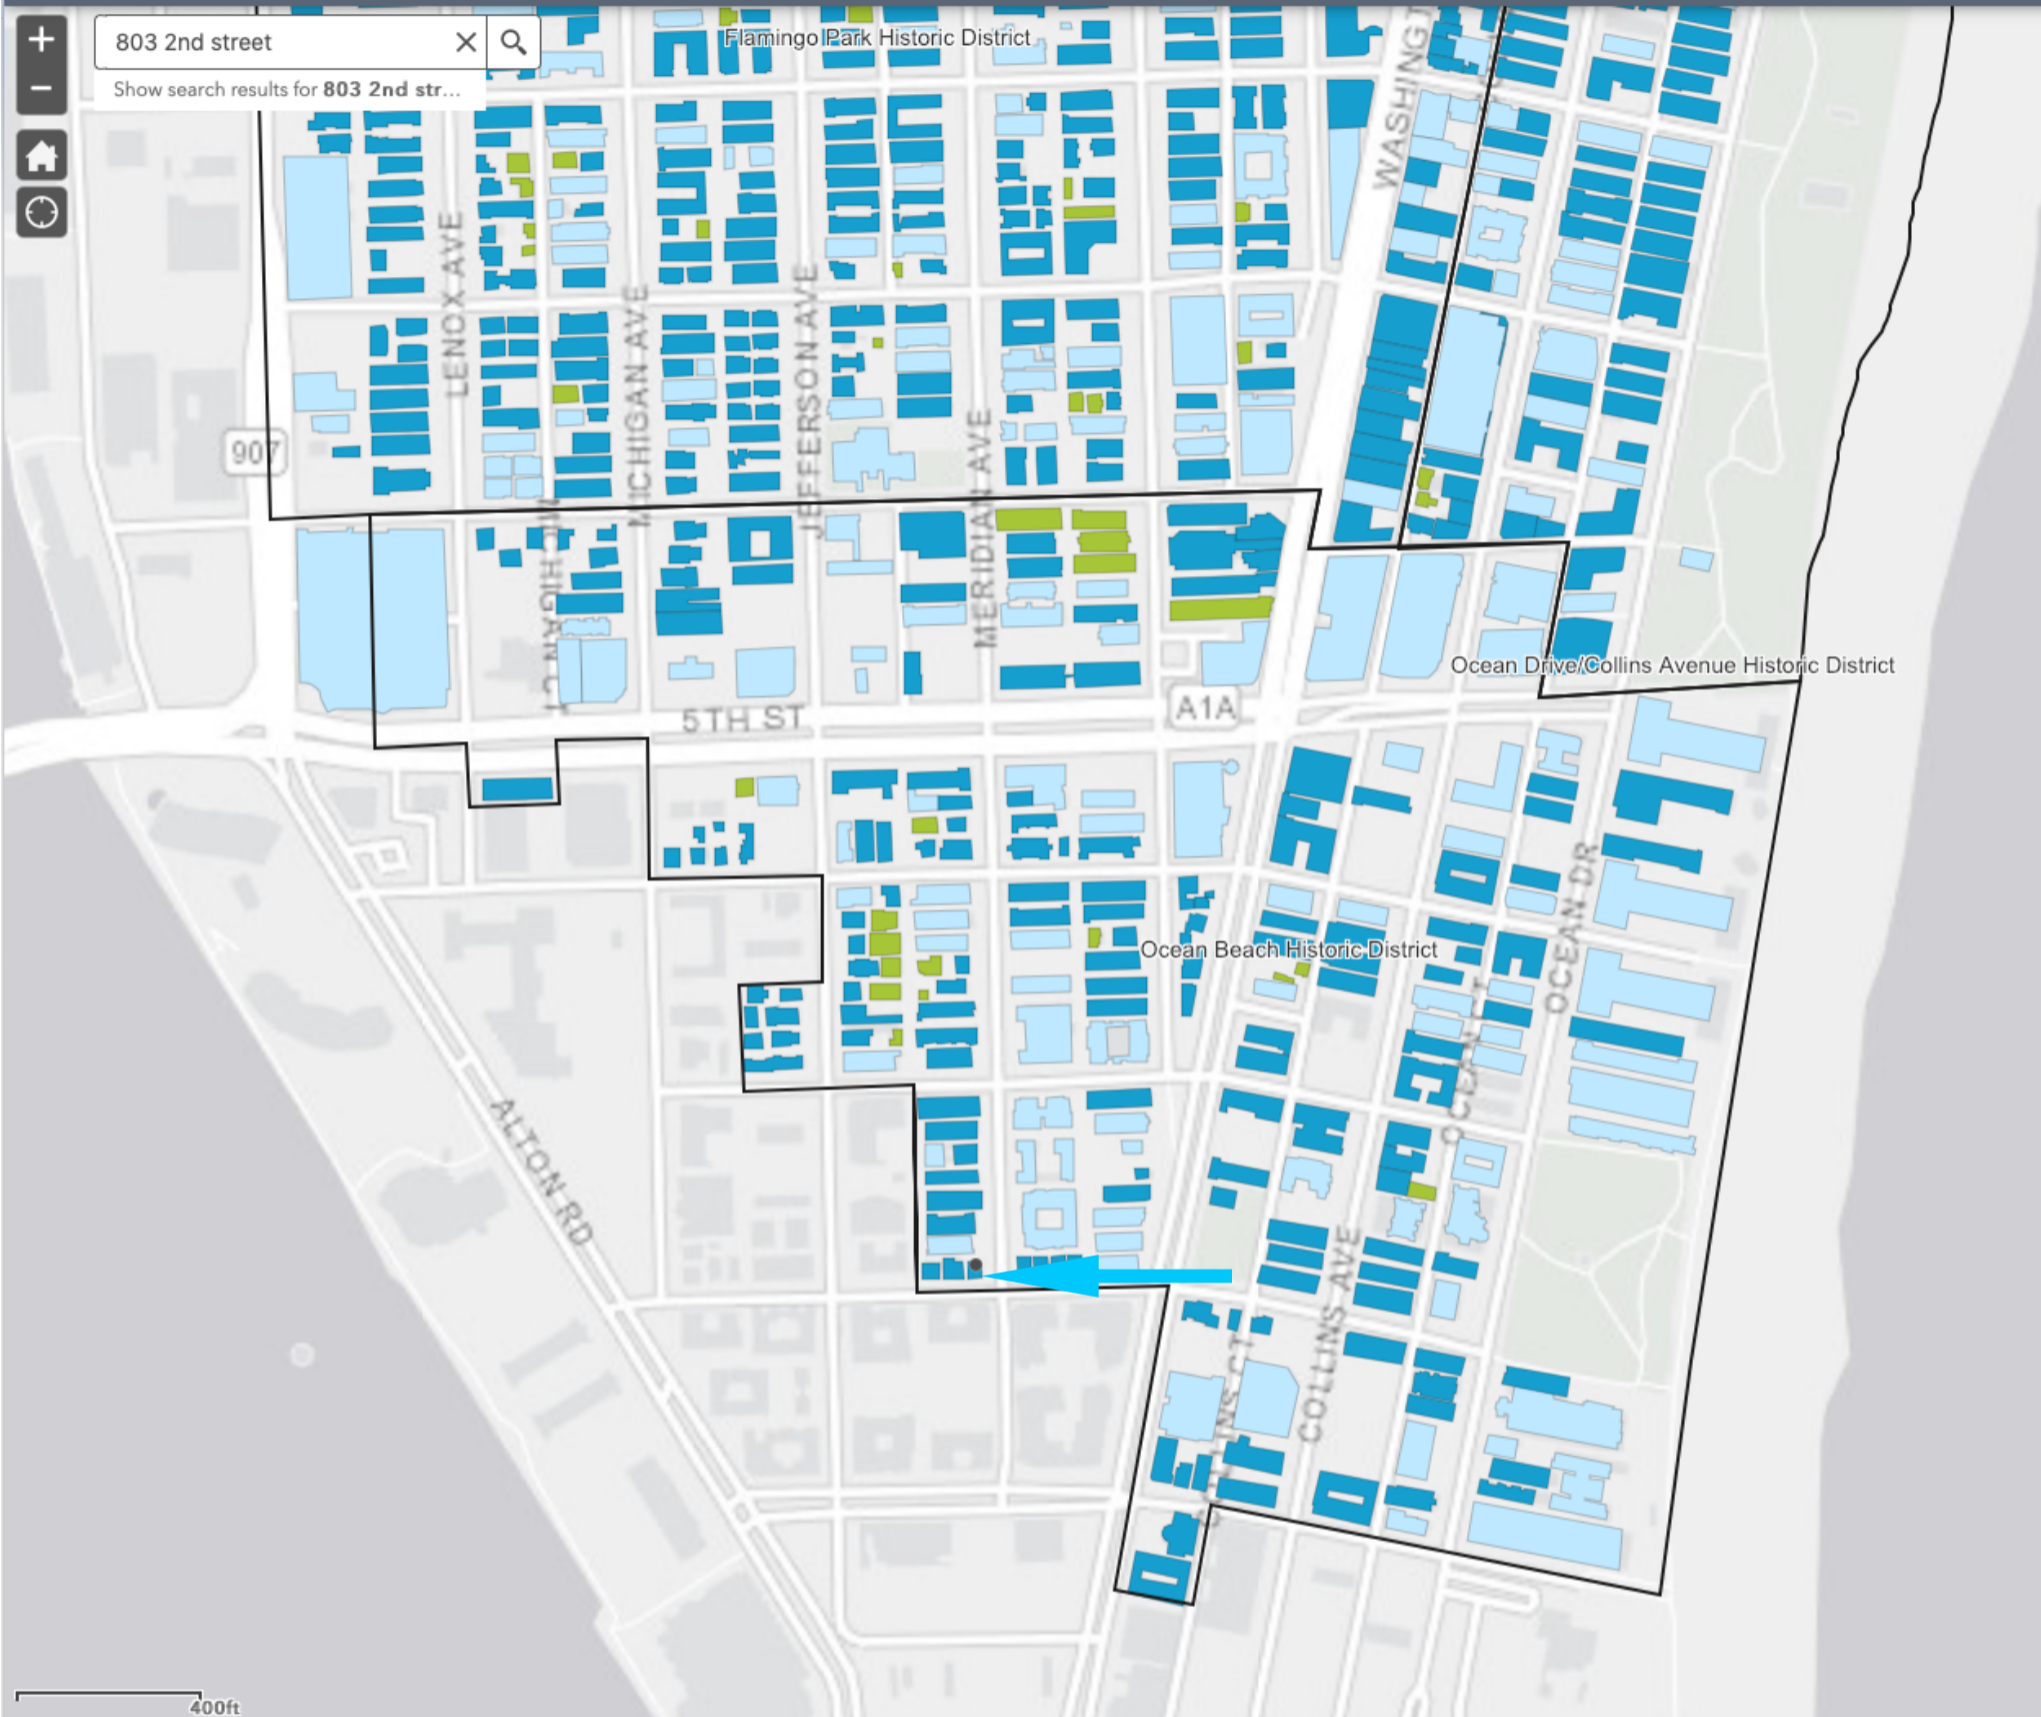 +
803 2nd street
Show search results for 803 2nd str...
−
Flamingo Park Historic District
WASHINGT
LENOX AVE
MICHIGAN AVE
JEFFERSON AVE
MERIDIAN AVE
907
MICHIGAN CT
Ocean Drive/Collins Avenue Historic District
5TH ST
A1A
OCEAN DR
Ocean Beach Historic District
OCEAN CT
ALTON RD
COLLINS AVE
COLLINS CT
400ft